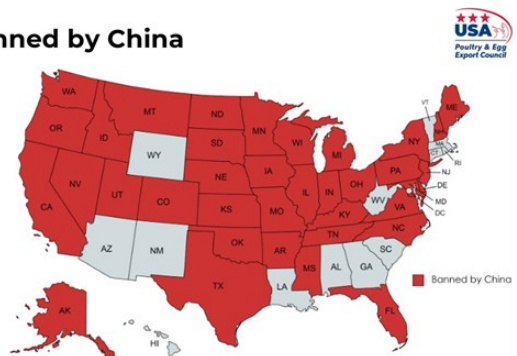 nned by China
USA
Poultry & Egg
Export Council
WA
OR
CA
NV
ID
MT
WY
UT
AZ
CO
NM
ND
SD
NE
KS
OK
TX
MN
IA
MO
AR
LA
WI
IL
MS
MI
IN
KY
TN
AL
OH
WV
GA
FL
SC
NC
VA
PA
NY
VT
NH
ME
MA
RI
NJ
DE
MD
DC
AK
HI
Banned by China